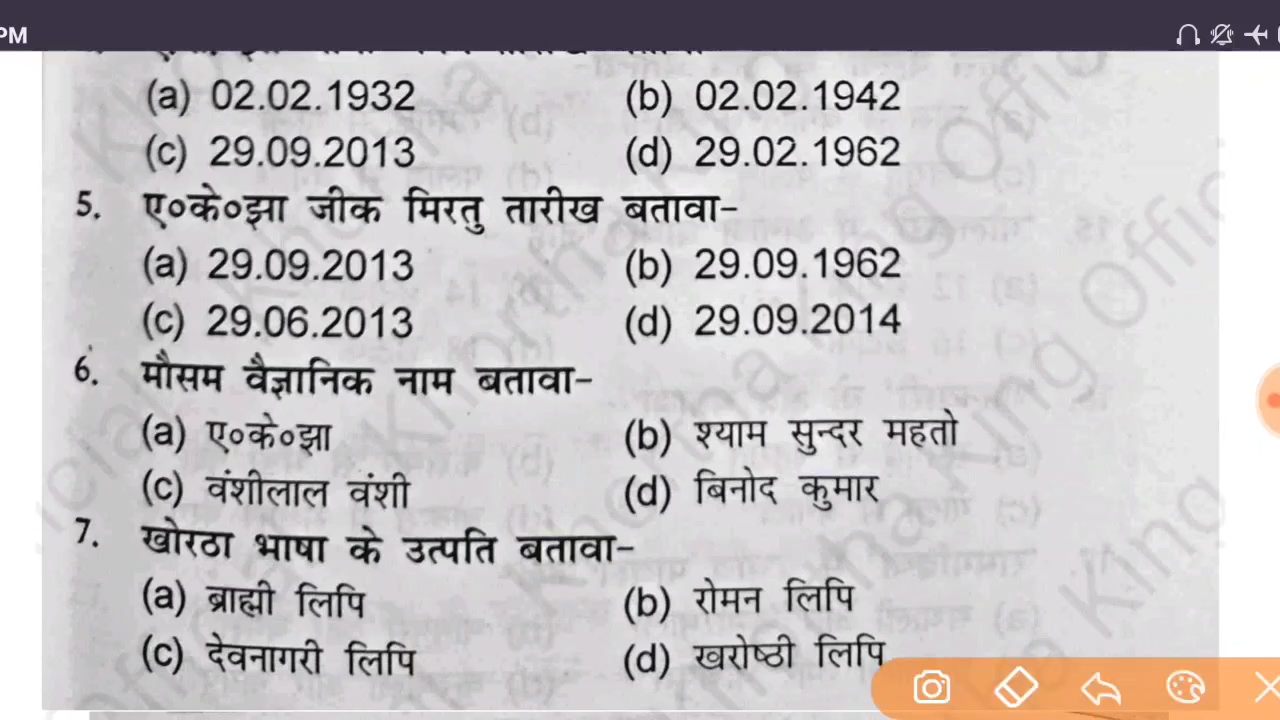 PM
(a) 02.02.1932 (b) 02.02.1942
(c) 29.09.2013 (d) 29.02.1962
5. ए०के०झा जीक मिरतु तारीख बतावा-
(a) 29.09.2013 (b) 29.09.1962
(c) 29.06.2013 (d) 29.09.2014
6. मौसम वैज्ञानिक नाम बतावा-
(a) ए०के०झा (b) श्याम सुन्दर महतो
(c) वंशीलाल वंशी (d) बिनोद कुमार
7. खोरठा भाषा के उत्पति बतावा-
(a) ब्राह्मी लिपि (b) रोमन लिपि
(c) देवनागरी लिपि (d) खरोष्ठी लिपि